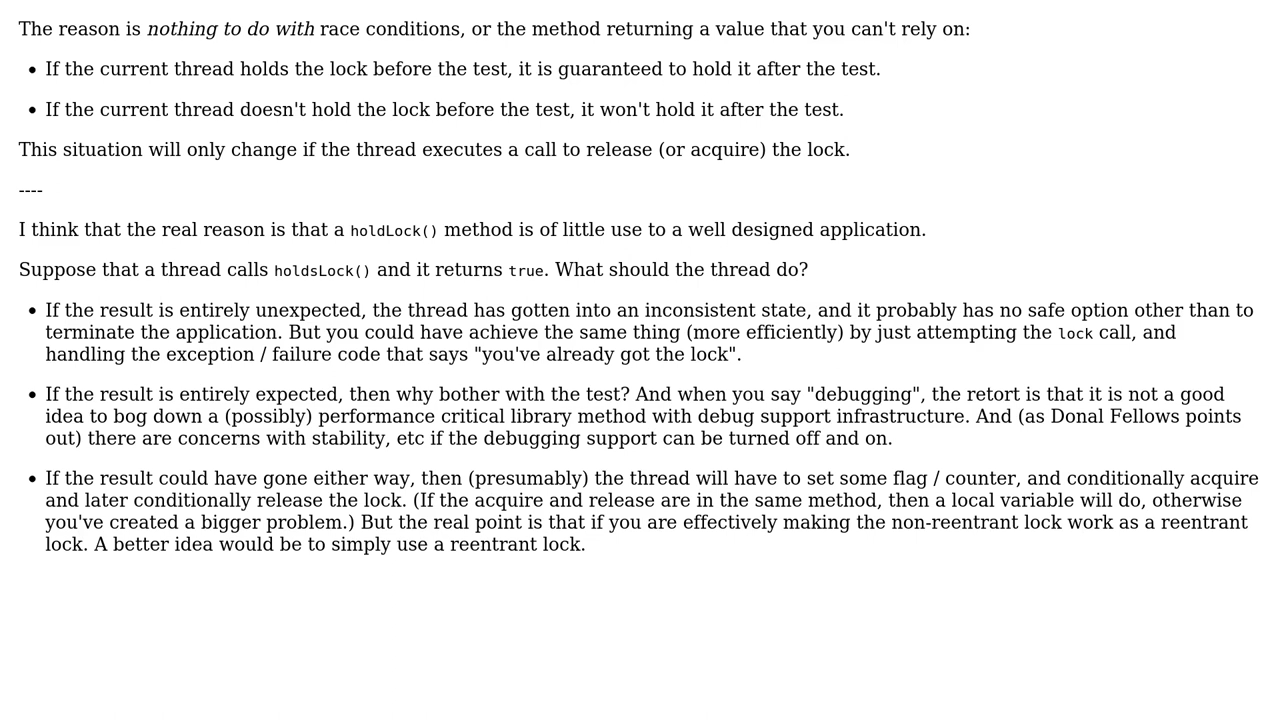 The reason is nothing to do with race conditions, or the method returning a value that you can't rely on:
• If the current thread holds the lock before the test, it is guaranteed to hold it after the test.
• If the current thread doesn't hold the lock before the test, it won't hold it after the test.
This situation will only change if the thread executes a call to release (or acquire) the lock.
----
I think that the real reason is that a holdLock() method is of little use to a well designed application.
Suppose that a thread calls holdsLock() and it returns true. What should the thread do?
• If the result is entirely unexpected, the thread has gotten into an inconsistent state, and it probably has no safe option other than to
terminate the application. But you could have achieve the same thing (more efficiently) by just attempting the lock call, and
handling the exception / failure code that says "you've already got the lock".
• If the result is entirely expected, then why bother with the test? And when you say "debugging", the retort is that it is not a good
idea to bog down a (possibly) performance critical library method with debug support infrastructure. And (as Donal Fellows points
out) there are concerns with stability, etc if the debugging support can be turned off and on.
• If the result could have gone either way, then (presumably) the thread will have to set some flag / counter, and conditionally acquire
and later conditionally release the lock. (If the acquire and release are in the same method, then a local variable will do, otherwise
you've created a bigger problem.) But the real point is that if you are effectively making the non-reentrant lock work as a reentrant
lock. A better idea would be to simply use a reentrant lock.